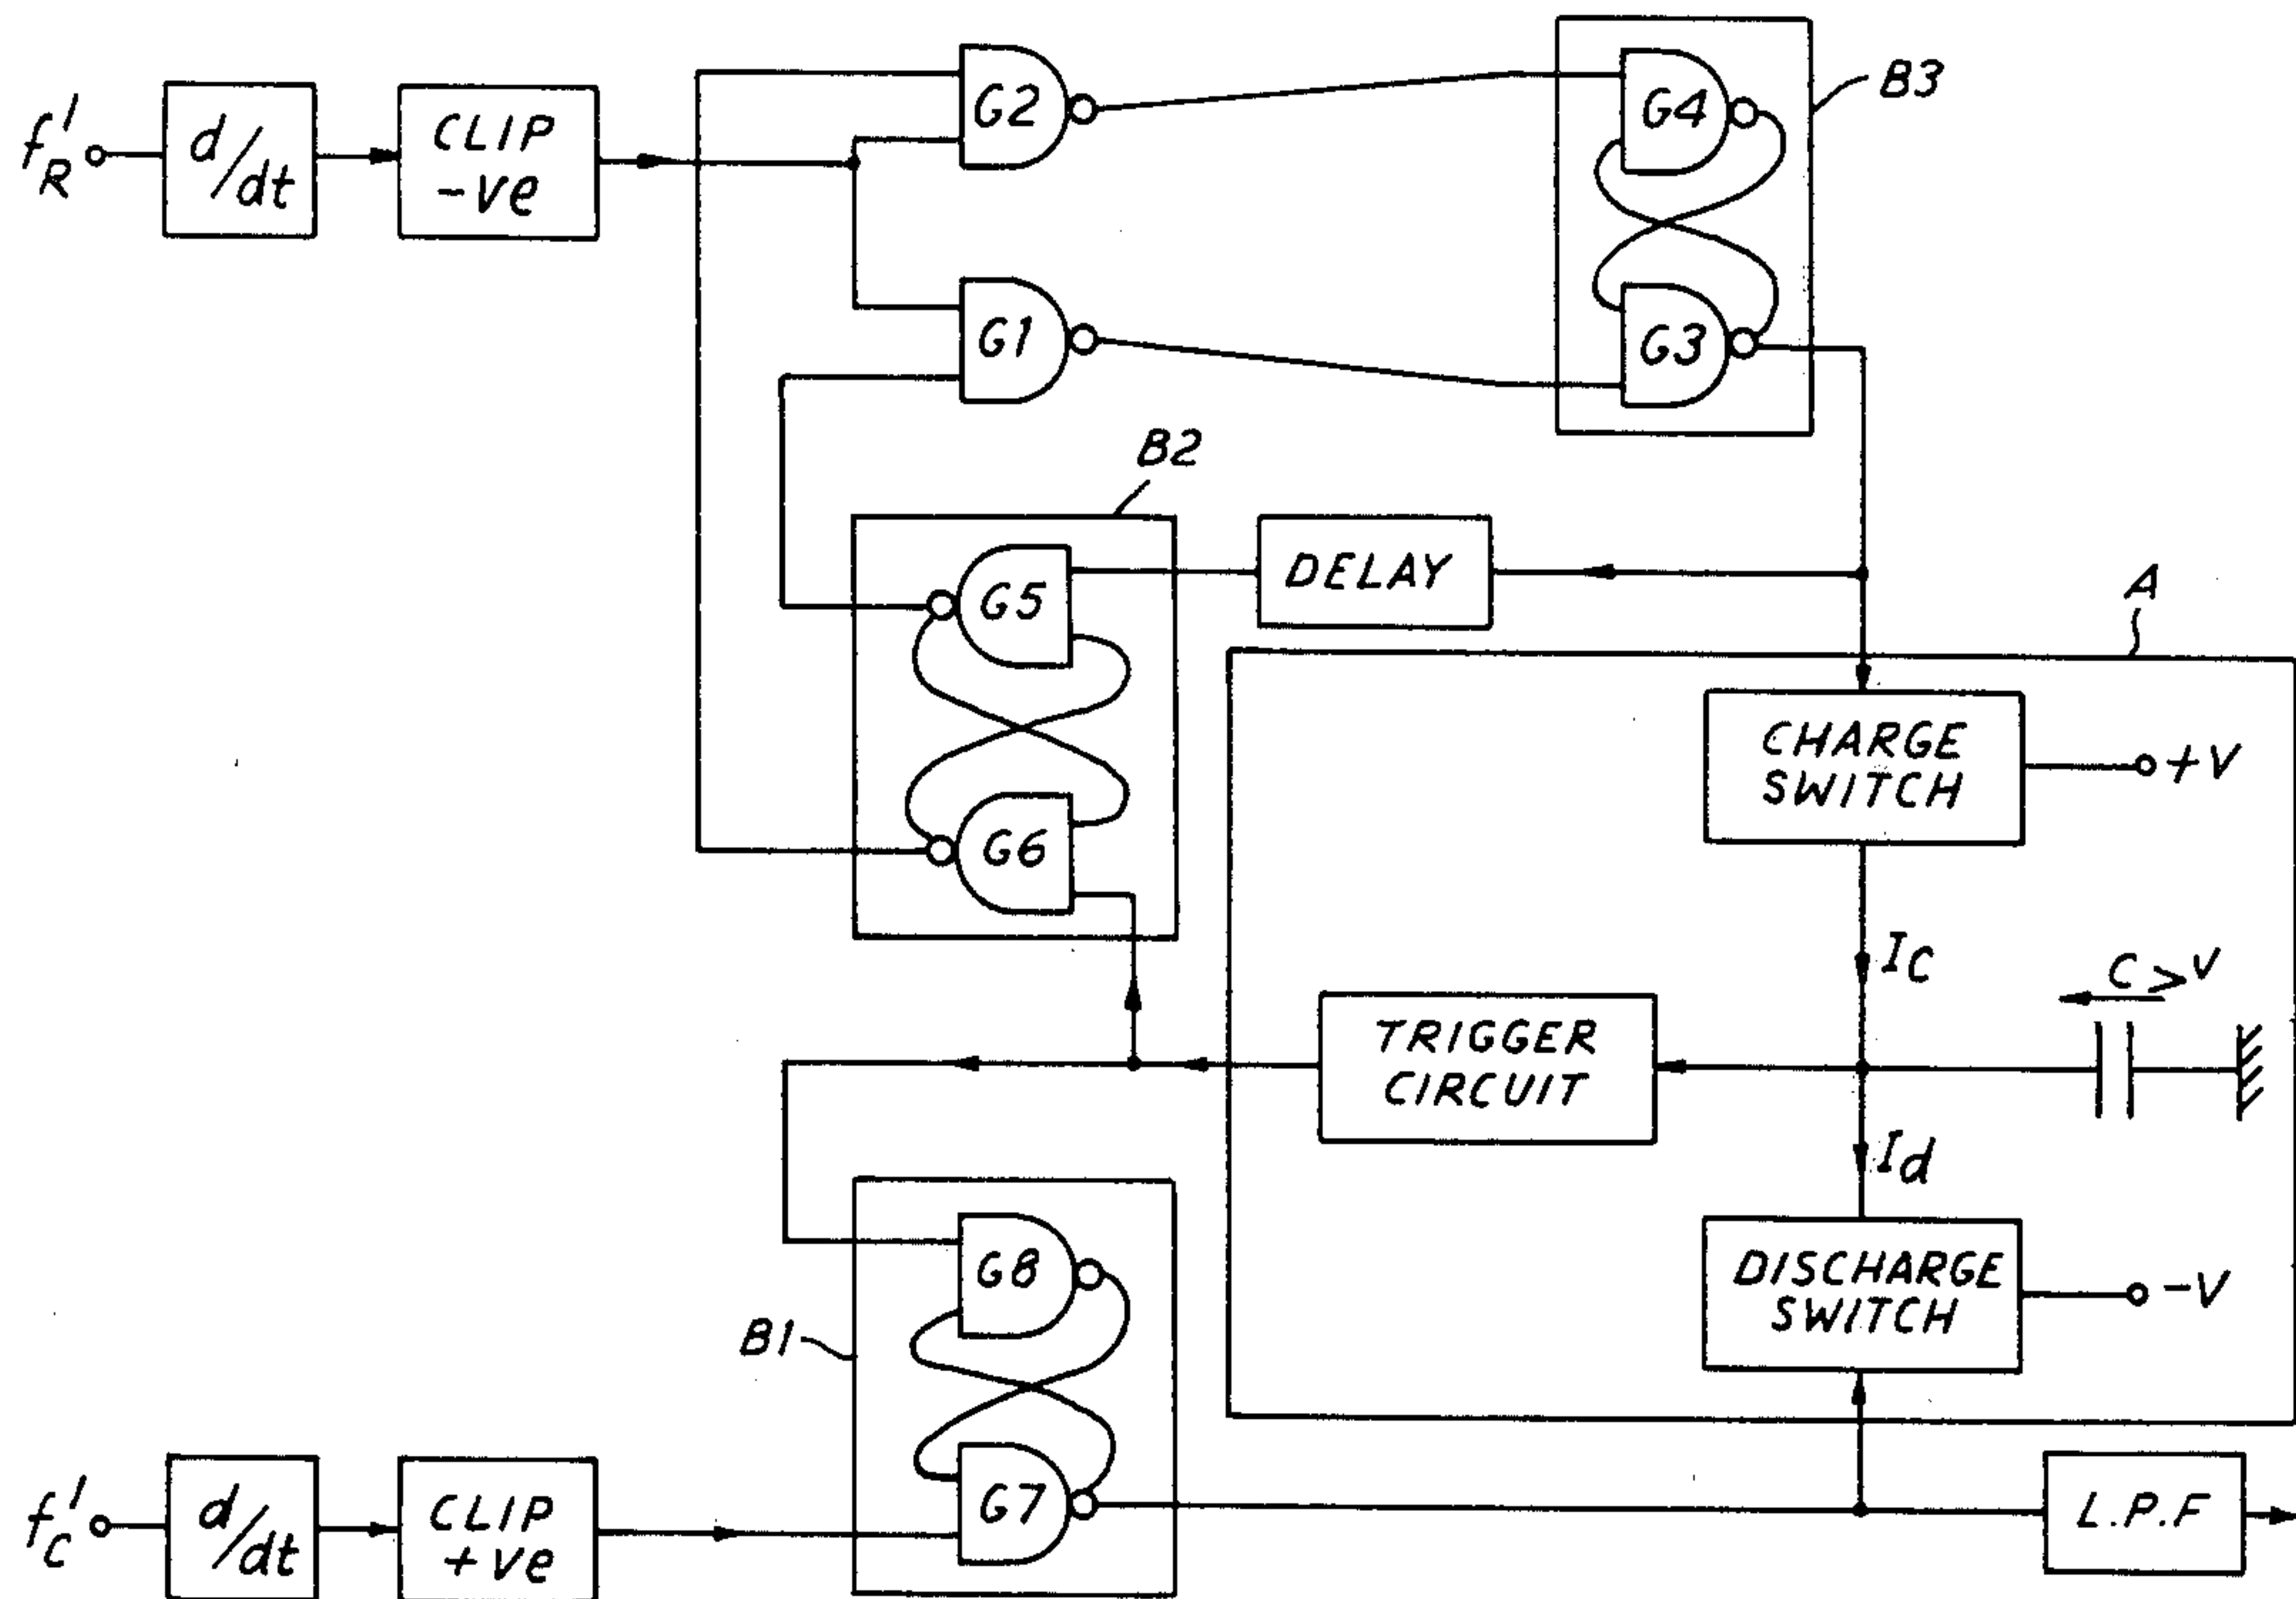 f'R
d/dt
CLIP
-ve
G2
G4
B3
G1
G3
B2
DELAY
A
G5
CHARGE
SWITCH
+V
G6
IC
C > V
TRIGGER
CIRCUIT
Id
G8
DISCHARGE
SWITCH
-V
B1
f'C
d/dt
CLIP
+ve
G7
L.P.F